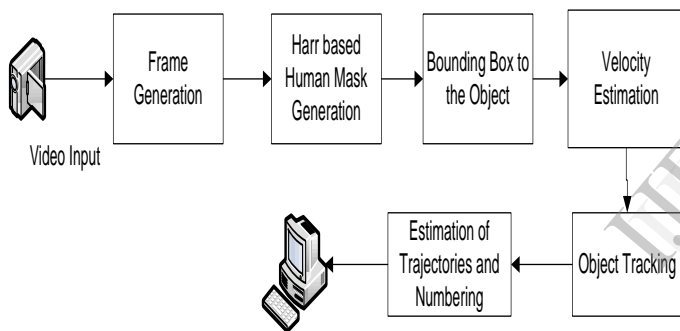 Frame
Generation
Harr based
Human Mask
Generation
Bounding Box to
the Object
Velocity
Estimation
Video Input
Estimation of
Trajectories and
Numbering
Object Tracking